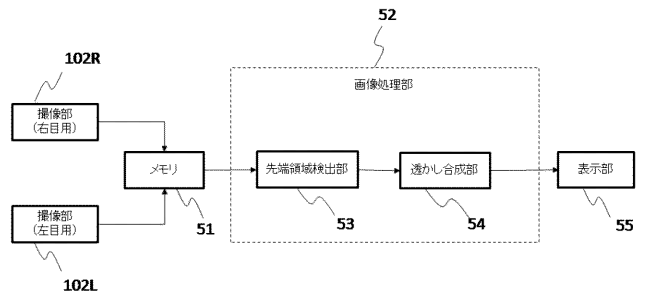 52
102R
画像処理部
撮像部
(右目用)
メモリ
先端領域検出部
透かし合成部
表示部
51
53
54
55
撮像部
(左目用)
102L